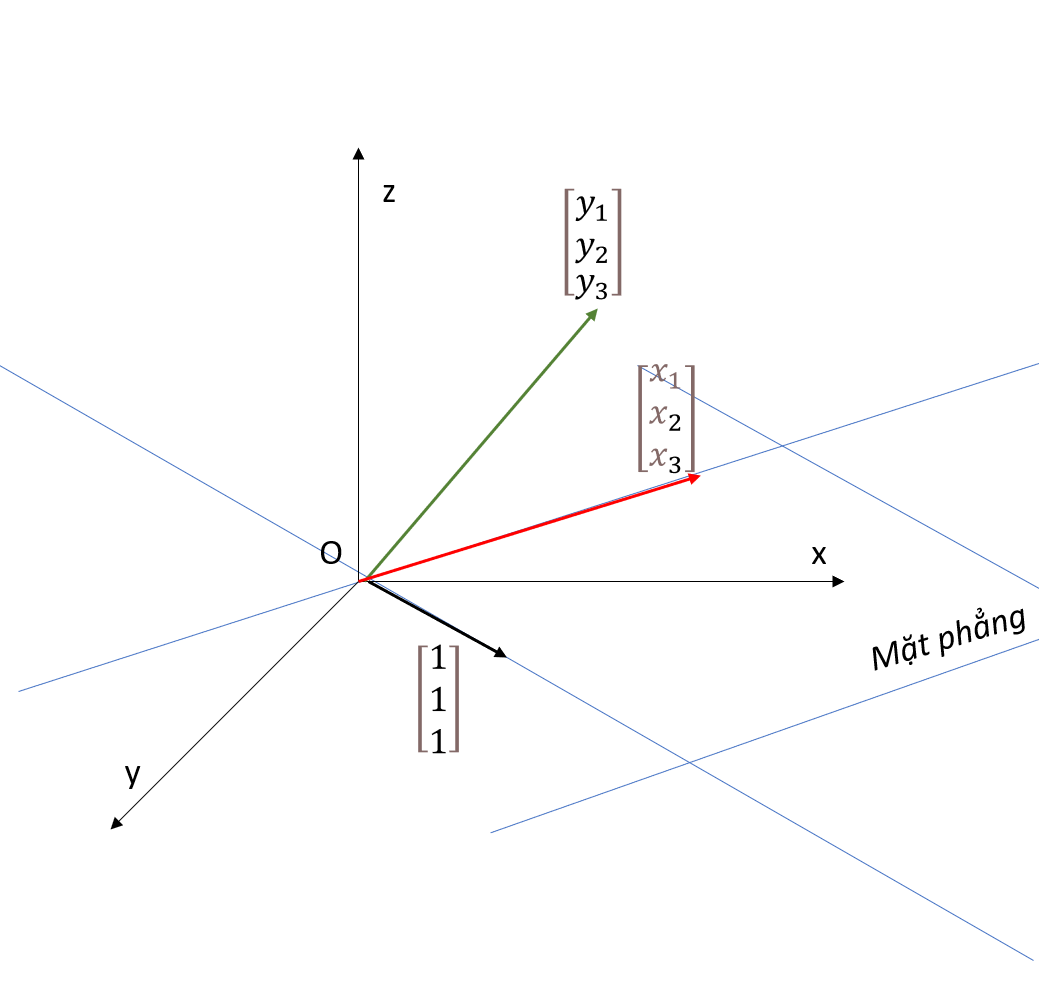 z
y₁
y₂
y₃
x₁
x₂
x₃
O
x
Mặt phẳng
1
1
1
y